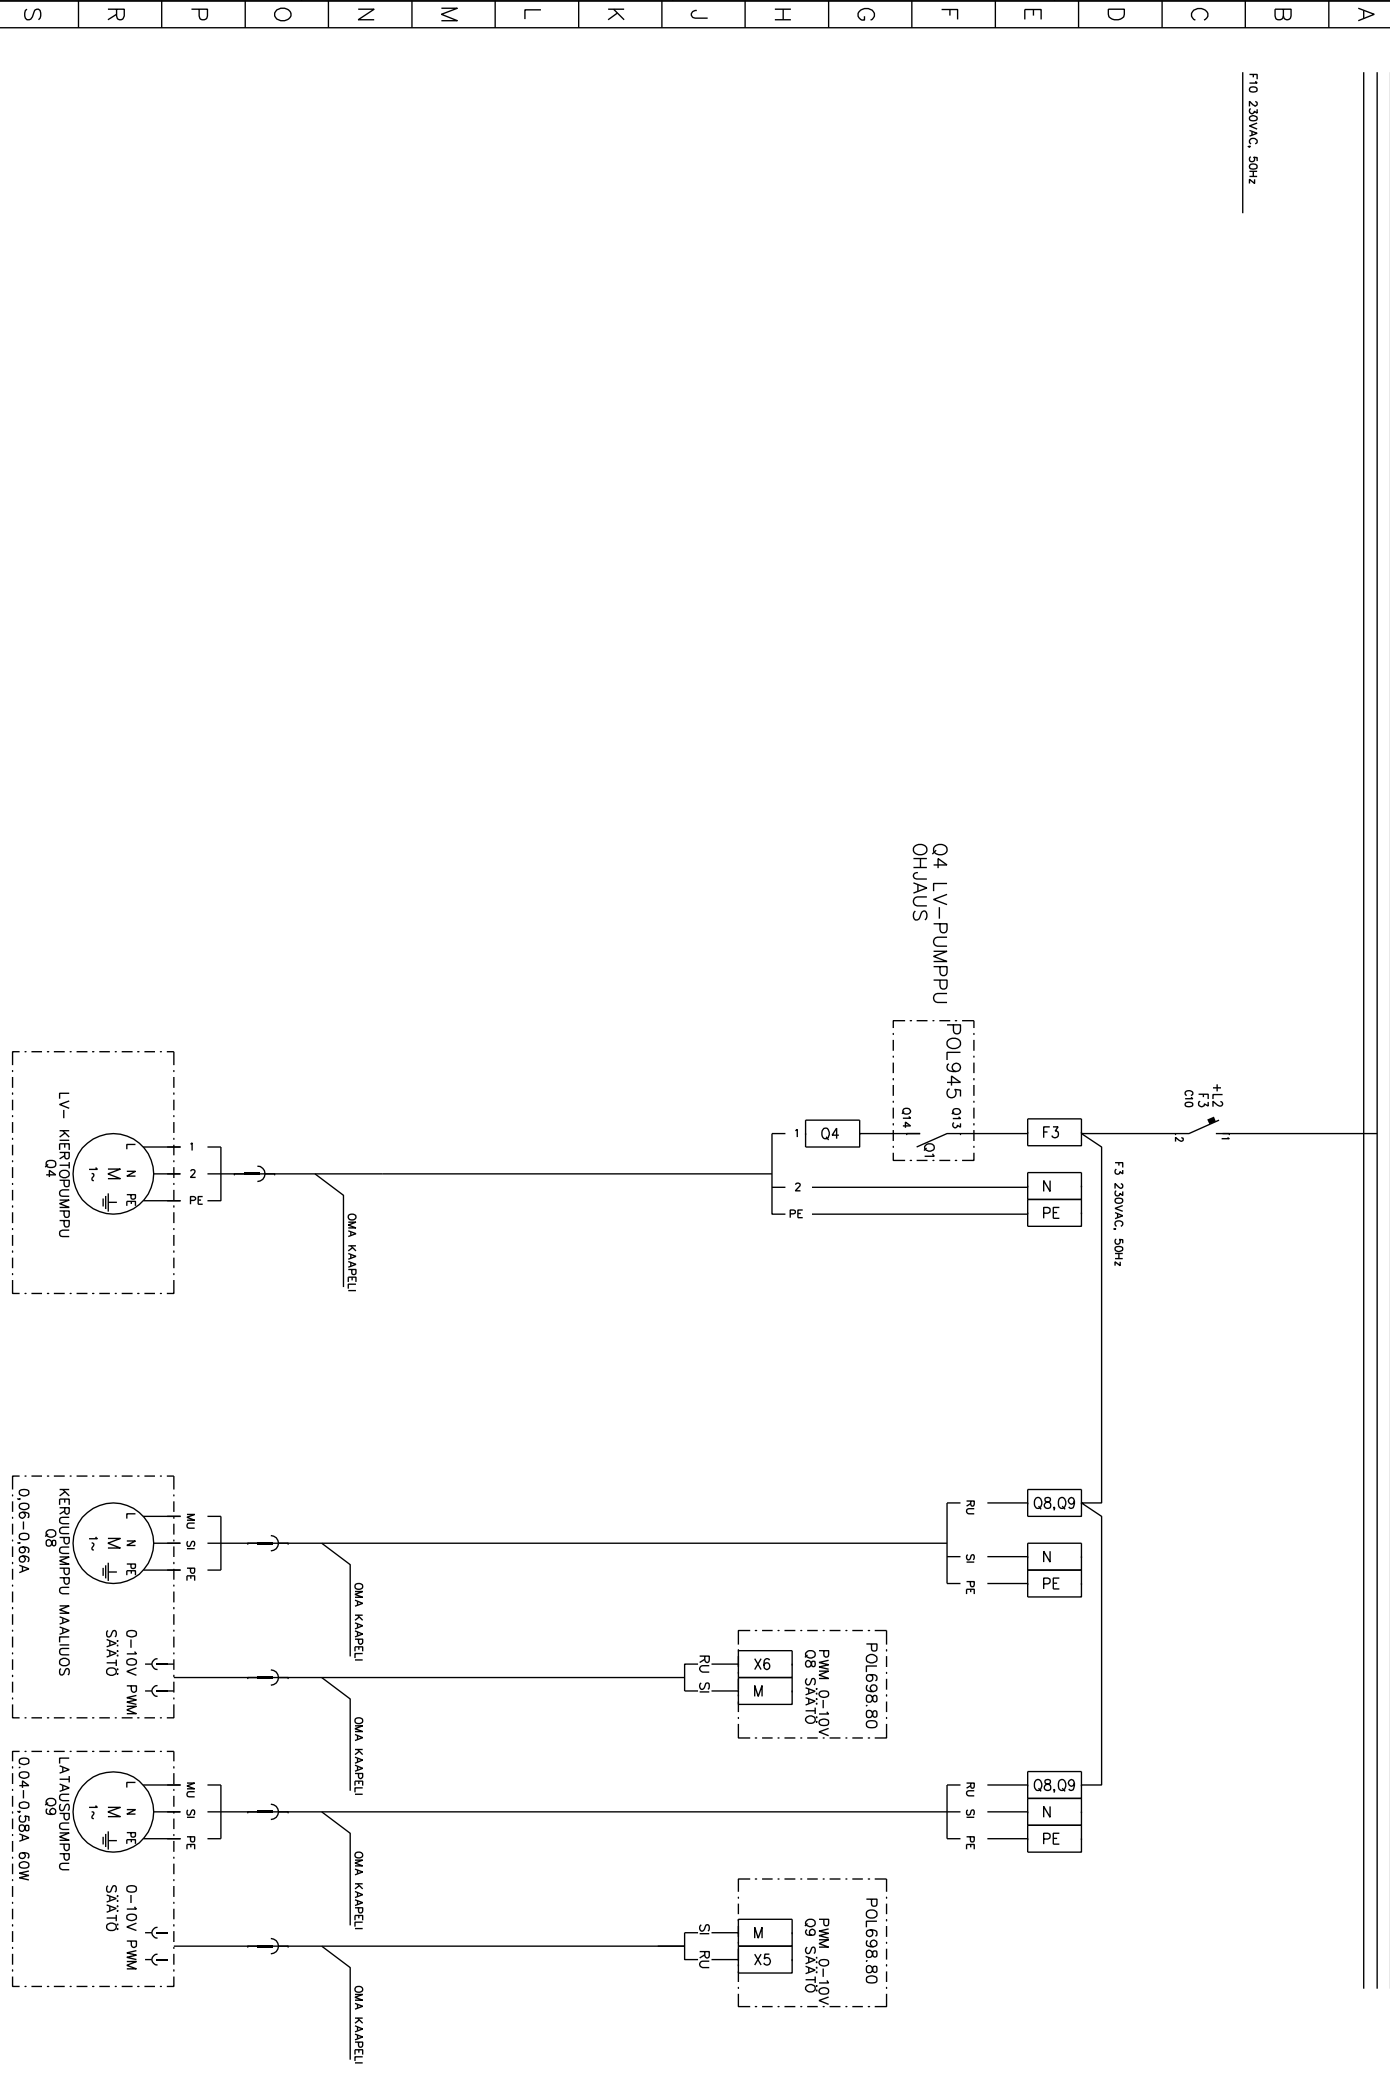 A
B
C
D
E
F
G
H
J
K
L
M
N
O
P
R
S
F10 230VAC, 50Hz
+L2
F3
C10
1
2
F3 230VAC, 50Hz
F3
N
PE
Q8,Q9
N
PE
Q8,Q9
N
PE
Q4 LV-PUMPPU
OHJAUS
POL945
Q13
Q1
Q14
RU
SI
PE
RU
SI
PE
Q4
1
2
PE
POL698.80
PWM 0-10V
Q8 SÄÄTÖ
X6
M
RU
SI
POL698.80
PWM 0-10V
Q9 SÄÄTÖ
M
X5
SI
RU
OMA KAAPELI
OMA KAAPELI
OMA KAAPELI
OMA KAAPELI
OMA KAAPELI
1
2
PE
L
N
PE
M
1~
LV- KIERTOPUMPPU
Q4
MU
SI
PE
L
N
PE
M
1~
0-10V PWM
SÄÄTÖ
KERUUPUMPPU MAALIUOS
Q8
0,06-0,66A
MU
SI
PE
L
N
PE
M
1~
0-10V PWM
SÄÄTÖ
LATAUSPUMPPU
Q9
0.04-0,58A 60W